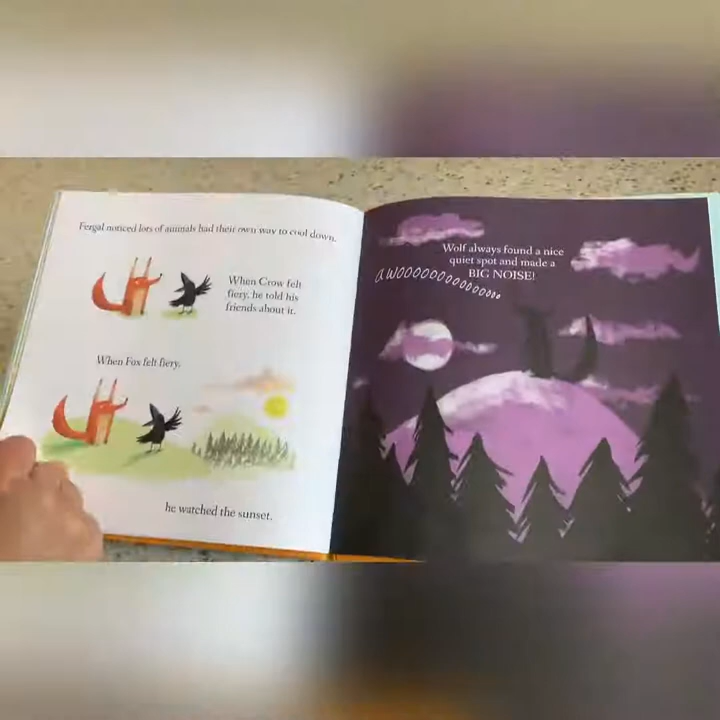 Fergal noticed lots of animals had their own way to cool down.
When Crow felt
fiery, he told his
friends about it.
When Fox felt fiery,
he watched the sunset.
Wolf always found a nice
quiet spot and made a
BIG NOISE!
awooooooooooooooo